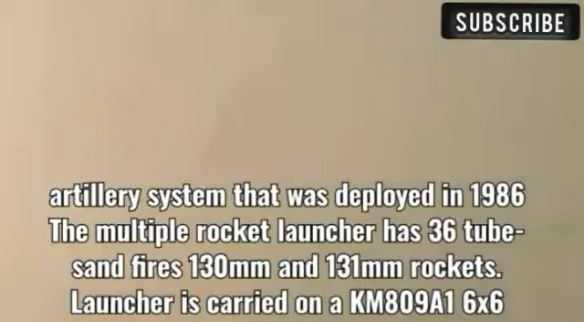 SUBSCRIBE
artillery system that was deployed in 1986
The multiple rocket launcher has 36 tube-
sand fires 130mm and 131mm rockets.
Launcher is carried on a KM809A1 6x6